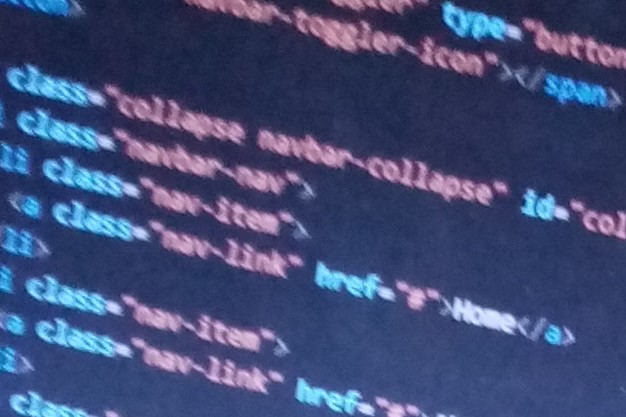 type="button
navbar-toggler-icon"></span>
class="collapse navbar-collapse" id="col
class="navbar-nav">
li class="nav-item">
<a class="nav-link" href="#">Home</a>
li>
class="nav-item">
a class="nav-link" href="#">
i>
class="